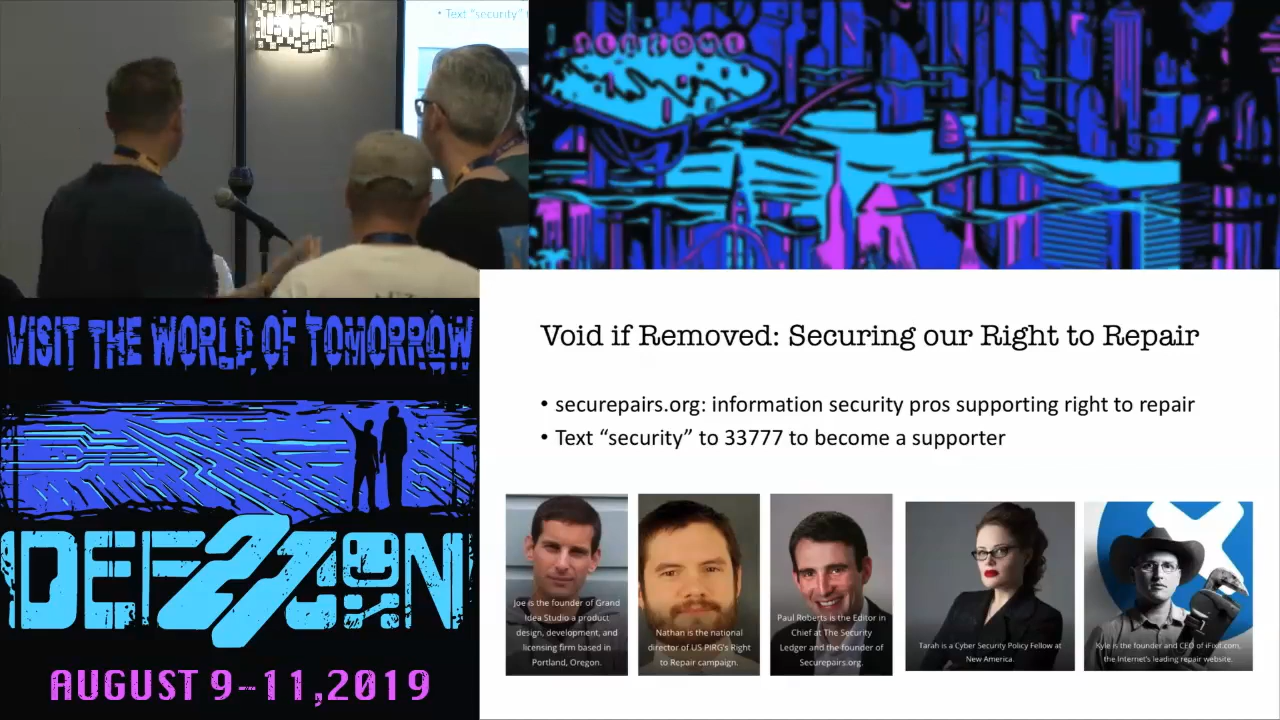 • Text “security”
WELCOME
VISIT THE WORLD OF TOMORROW
DEF CON
27
AUGUST 9-11,2019
Void if Removed: Securing our Right to Repair
• securepairs.org: information security pros supporting right to repair
• Text “security” to 33777 to become a supporter
Joe is the founder of Grand
Idea Studio a product
design, development, and
licensing firm based in
Portland, Oregon.
Nathan is the national
director of US PIRG's Right
to Repair campaign.
Paul Roberts is the Editor in
Chief at The Security
Ledger and the founder of
Securepairs.org.
Tarah is a Cyber Security Policy Fellow at
New America.
Kyle is the founder and CEO of iFixit.com,
the Internet's leading repair website.